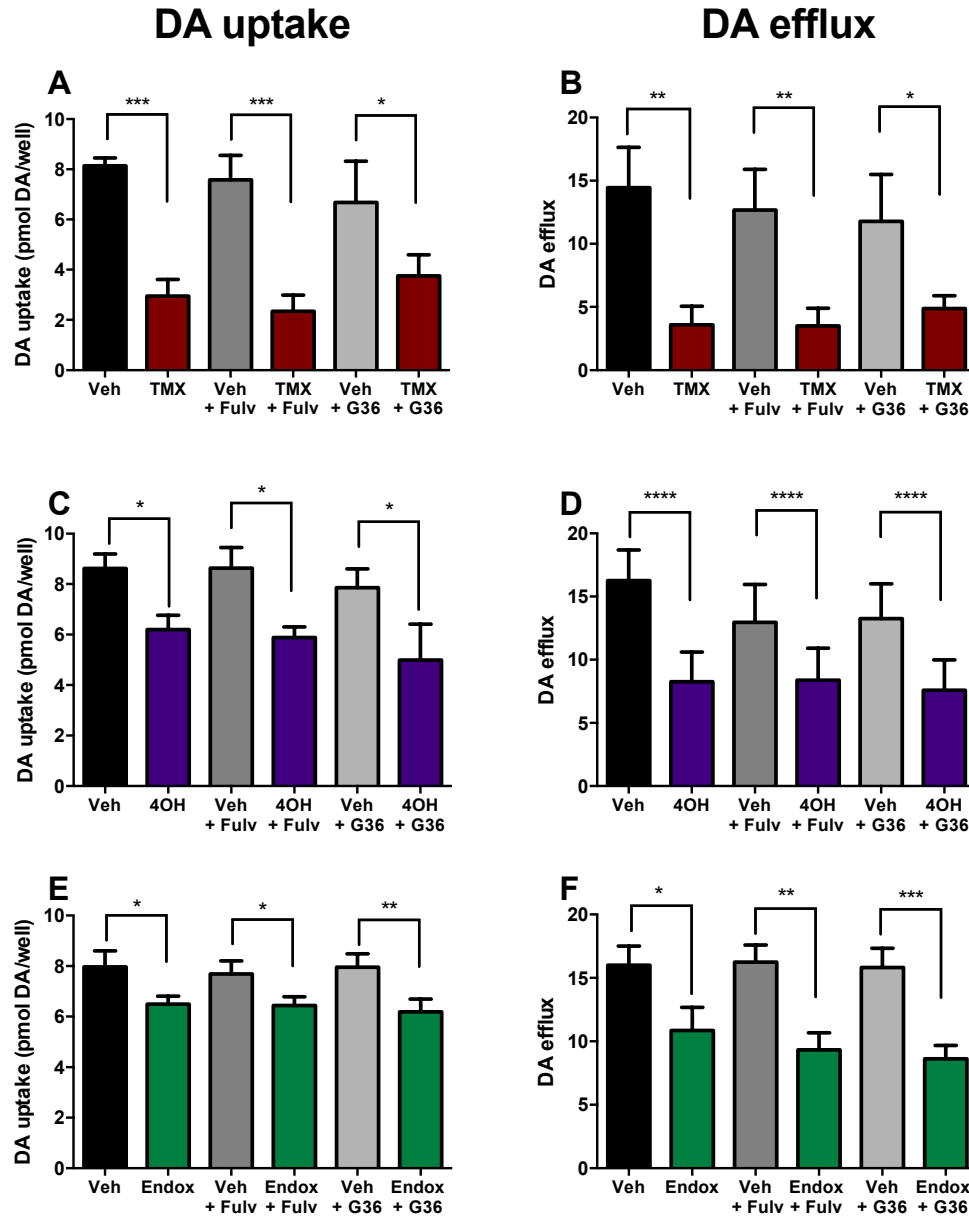 DA uptake
DA efflux
A
DA uptake (pmol DA/well)
10
8
6
4
2
0
***
***
*
Veh
TMX
Veh
+ Fulv
TMX
+ Fulv
Veh
+ G36
TMX
+ G36
B
DA efflux
20
15
10
5
0
**
**
*
Veh
TMX
Veh
+ Fulv
TMX
+ Fulv
Veh
+ G36
TMX
+ G36
C
DA uptake (pmol DA/well)
10
8
6
4
2
0
*
*
*
Veh
4OH
Veh
+ Fulv
4OH
+ Fulv
Veh
+ G36
4OH
+ G36
D
DA efflux
20
15
10
5
0
****
****
****
Veh
4OH
Veh
+ Fulv
4OH
+ Fulv
Veh
+ G36
4OH
+ G36
E
DA uptake (pmol DA/well)
10
8
6
4
2
0
*
*
**
Veh
Endox
Veh
+ Fulv
Endox
+ Fulv
Veh
+ G36
Endox
+ G36
F
DA efflux
20
15
10
5
0
*
**
***
Veh
Endox
Veh
+ Fulv
Endox
+ Fulv
Veh
+ G36
Endox
+ G36